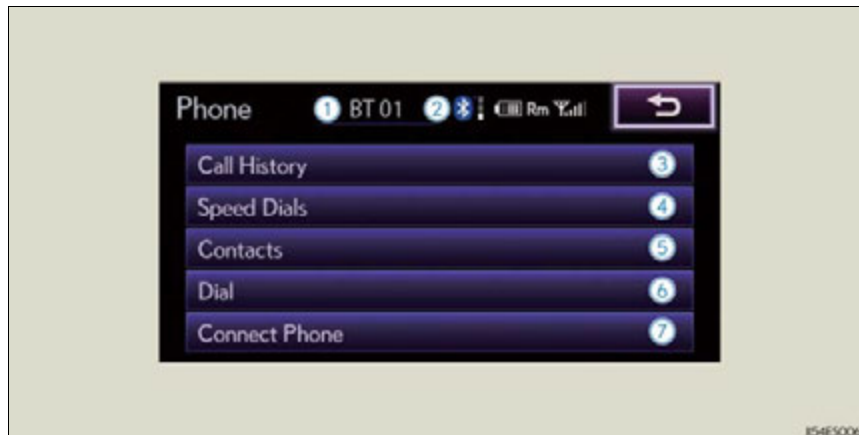 Phone 1 BT 01 2 Rm
Call History 3
Speed Dials 4
Contacts 5
Dial 6
Connect Phone 7